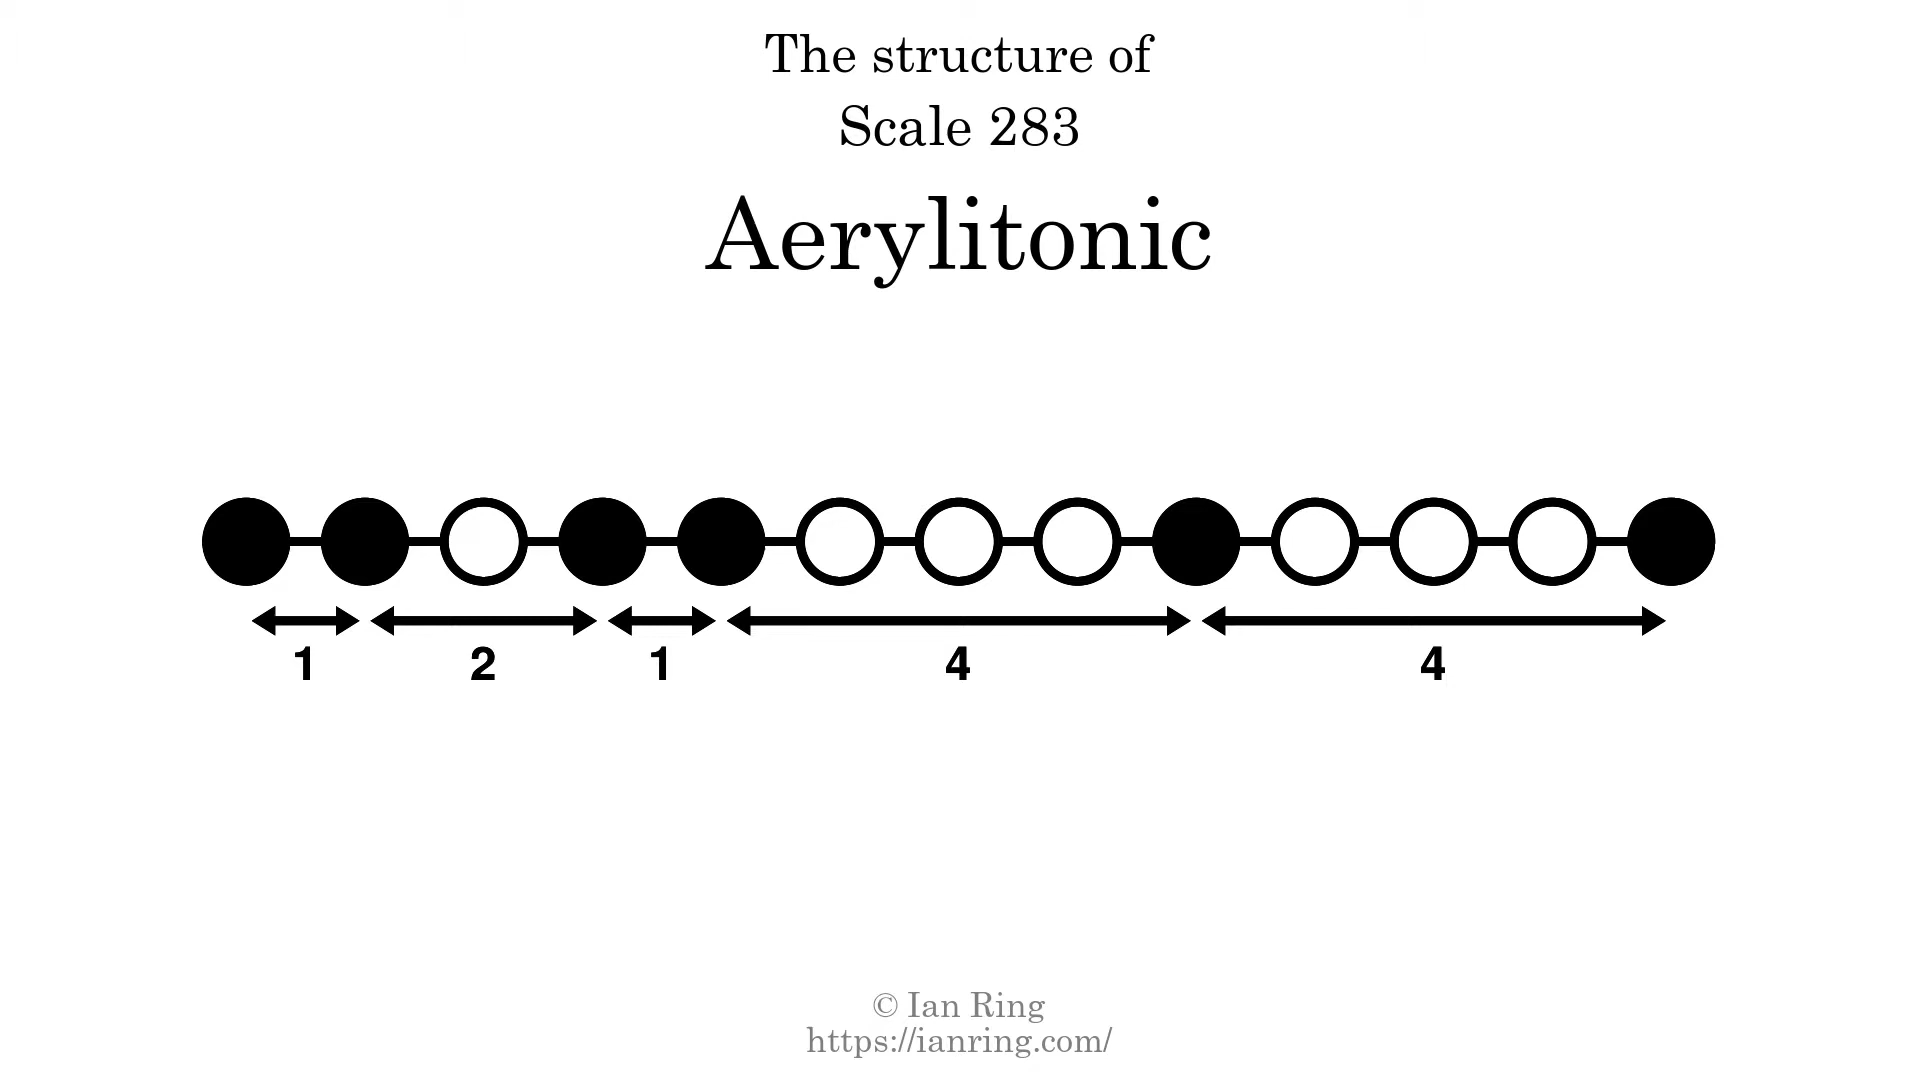 The structure of
Scale 283
Aerylitonic
1 2 1 4 4
© Ian Ring
https://ianring.com/